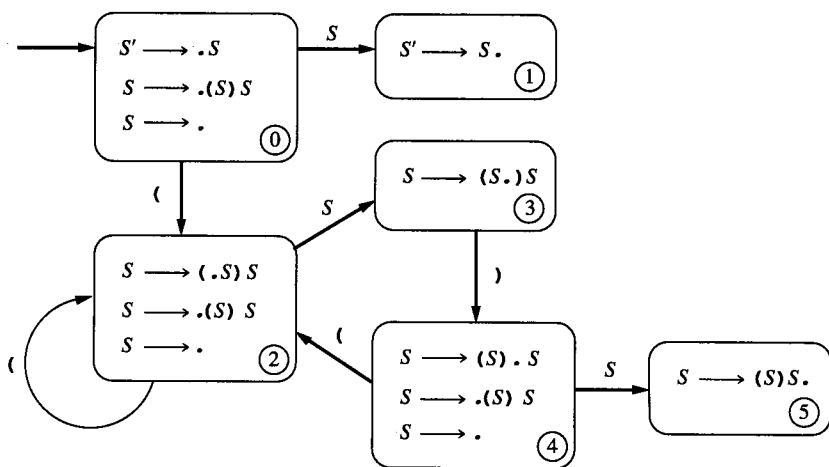 S' ⟶ .S
S ⟶ .(S)S
S ⟶ .
0
S
S' ⟶ S.
1
(
S
S ⟶ (S.)S
3
)
S ⟶ (.S)S
S ⟶ .(S) S
S ⟶ .
2
(
(
S ⟶ (S).S
S ⟶ .(S) S
S ⟶ .
4
S
S ⟶ (S)S.
5